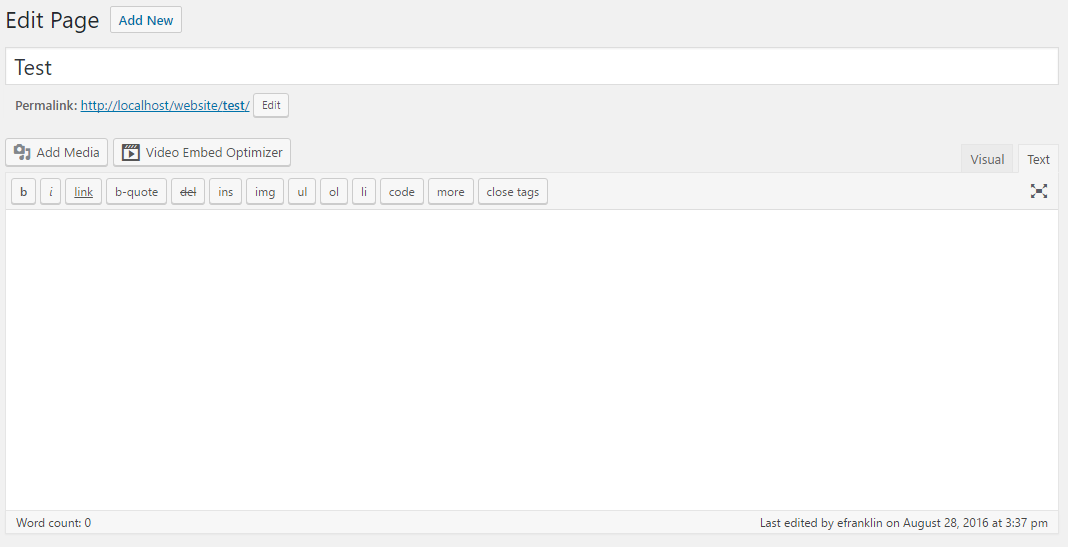 Edit Page Add New
Test
Permalink: http://localhost/website/test/ Edit
Add Media Video Embed Optimizer Visual Text
b i link b-quote del ins img ul ol li code more close tags
Word count: 0 Last edited by efranklin on August 28, 2016 at 3:37 pm